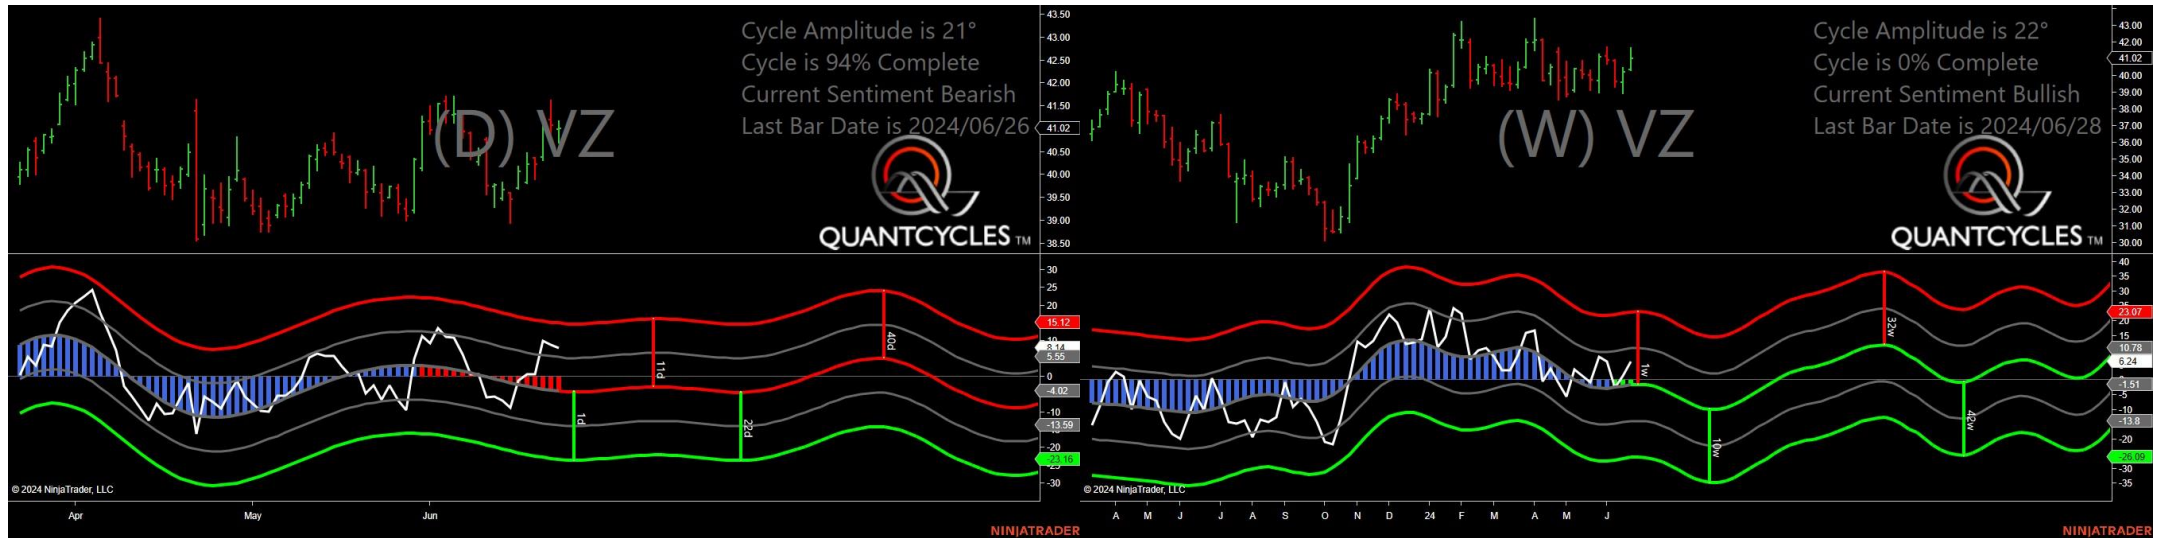 Cycle Amplitude is 21°
Cycle is 94% Complete
Current Sentiment Bearish
Last Bar Date is 2024/06/26
(D) VZ
QUANTCYCLES TM
43.50
43.00
42.50
42.00
41.50
41.02
40.50
40.00
39.50
39.00
38.50
30
25
20
15.12
10
8.14
5.55
0
-4.02
-10
-13.59
-20
-23.16
-30
11d
40d
1d
22d
© 2024 NinjaTrader, LLC
Apr May Jun
NINJATRADER
Cycle Amplitude is 22°
Cycle is 0% Complete
Current Sentiment Bullish
Last Bar Date is 2024/06/28
(W) VZ
QUANTCYCLES TM
43.00
42.00
41.02
40.00
39.00
38.00
37.00
36.00
35.00
34.00
33.00
32.00
31.00
30.00
40
35
30
23.07
20
15
10.78
6.24
-1.51
-5
-10
-13.8
-20
-26.09
-30
-35
1w
32w
10w
42w
© 2024 NinjaTrader, LLC
A M J J A S O N D 24 F M A M J
NINJATRADER